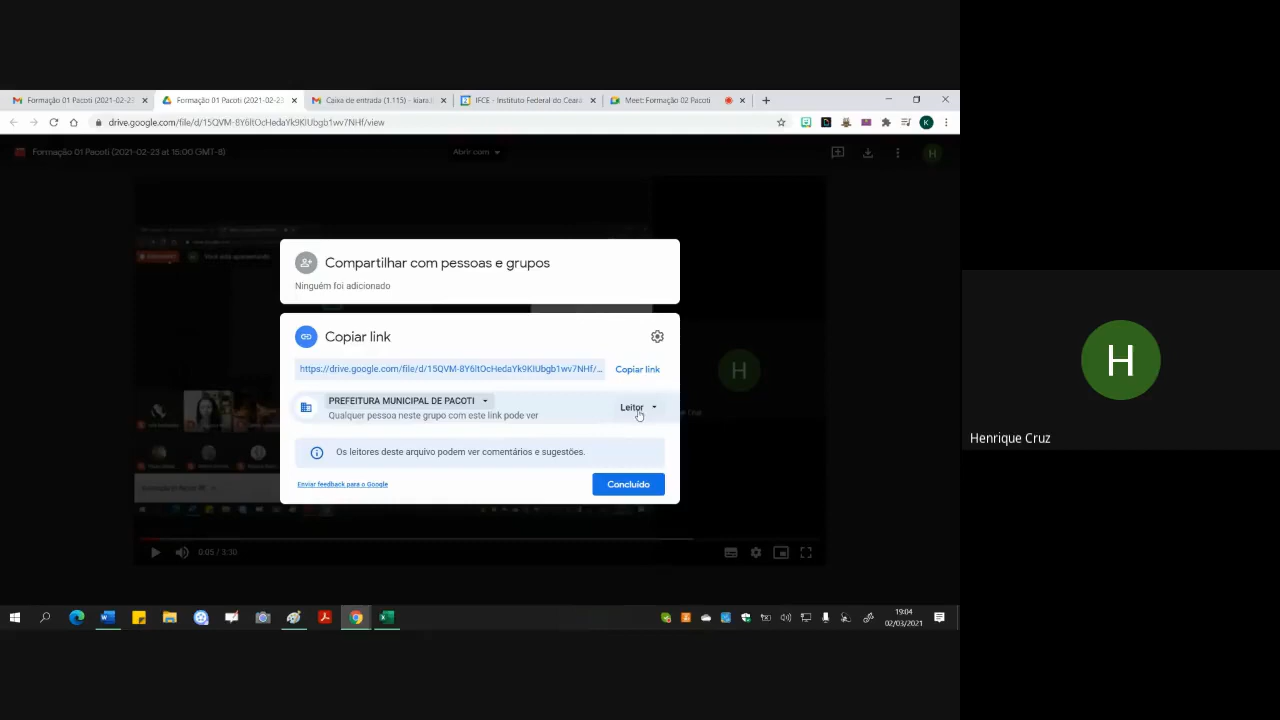 Formação 01 Pacoti (2021-02-23
Formação 01 Pacoti (2021-02-23
Caixa de entrada (1.115) - kiara.
IFCE - Instituto Federal do Ceará
Meet: Formação 02 Pacoti
drive.google.com/file/d/15QVM-8Y6ltOcHedaYk9KIUbgb1wv7NHf/view
K
Formação 01 Pacoti (2021-02-23 at 15:00 GMT-8)
Abrir com
H
Compartilhar com pessoas e grupos
Ninguém foi adicionado
Copiar link
https://drive.google.com/file/d/15QVM-8Y6ltOcHedaYk9KIUbgb1wv7NHf/...
Copiar link
PREFEITURA MUNICIPAL DE PACOTI
Qualquer pessoa neste grupo com este link pode ver
Leitor
Os leitores deste arquivo podem ver comentários e sugestões.
Enviar feedback para o Google
Concluído
H
H
Henrique Cruz
0:05 / 3:30
19:04
02/03/2021